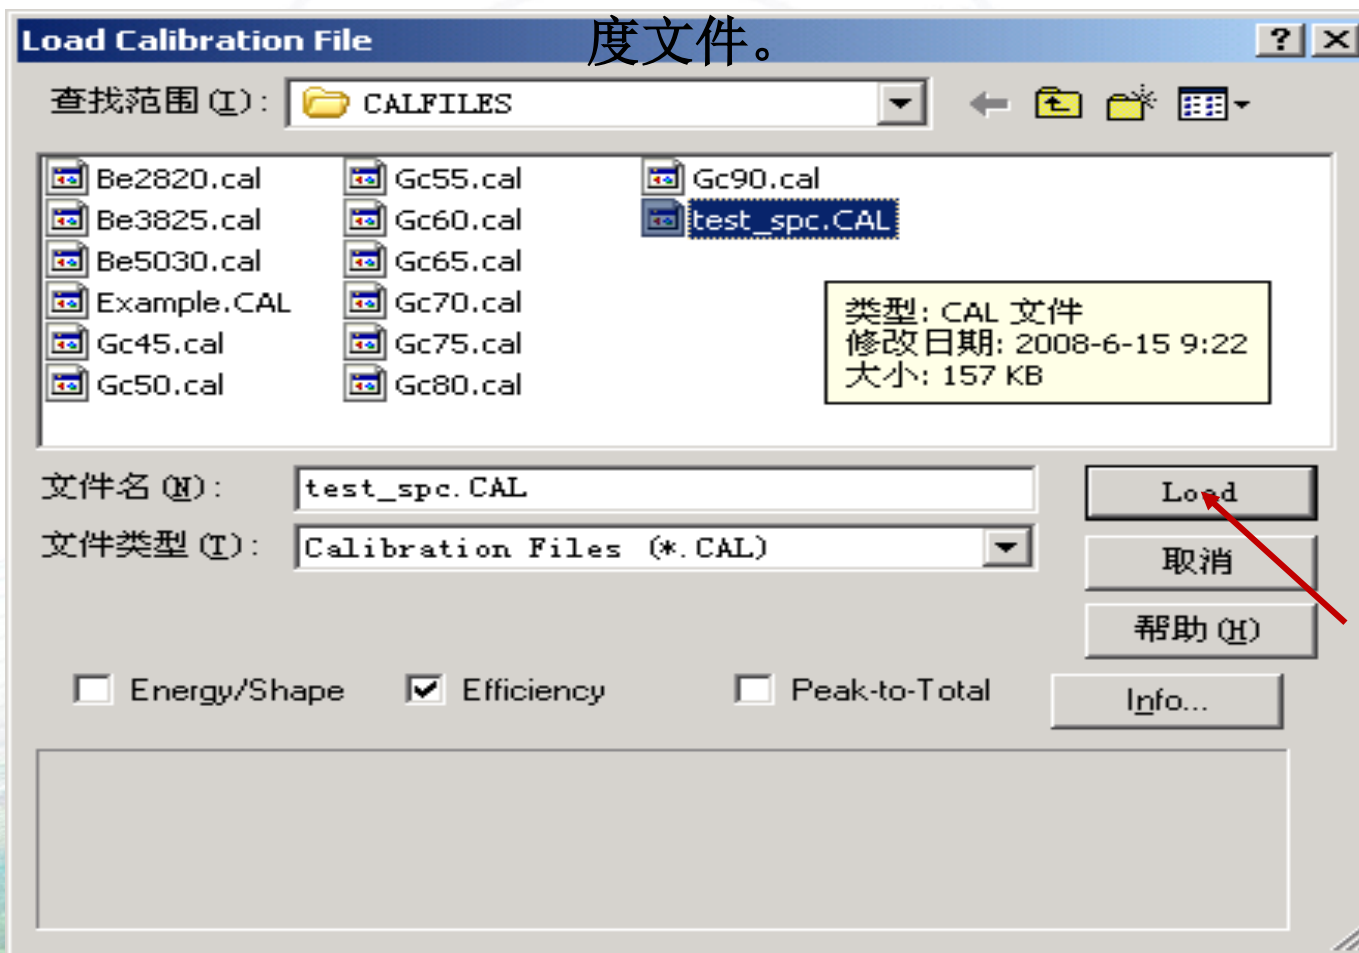 度文件。
Load Calibration File
查找范围(I): CALFILES
Be2820.cal Gc55.cal Gc90.cal
Be3825.cal Gc60.cal test_spc.CAL
Be5030.cal Gc65.cal
Example.CAL Gc70.cal
Gc45.cal Gc75.cal
Gc50.cal Gc80.cal
类型: CAL 文件
修改日期: 2008-6-15 9:22
大小: 157 KB
文件名(N): test_spc.CAL Load
文件类型(T): Calibration Files (*.CAL) 取消
帮助(H)
Energy/Shape Efficiency Peak-to-Total Info...